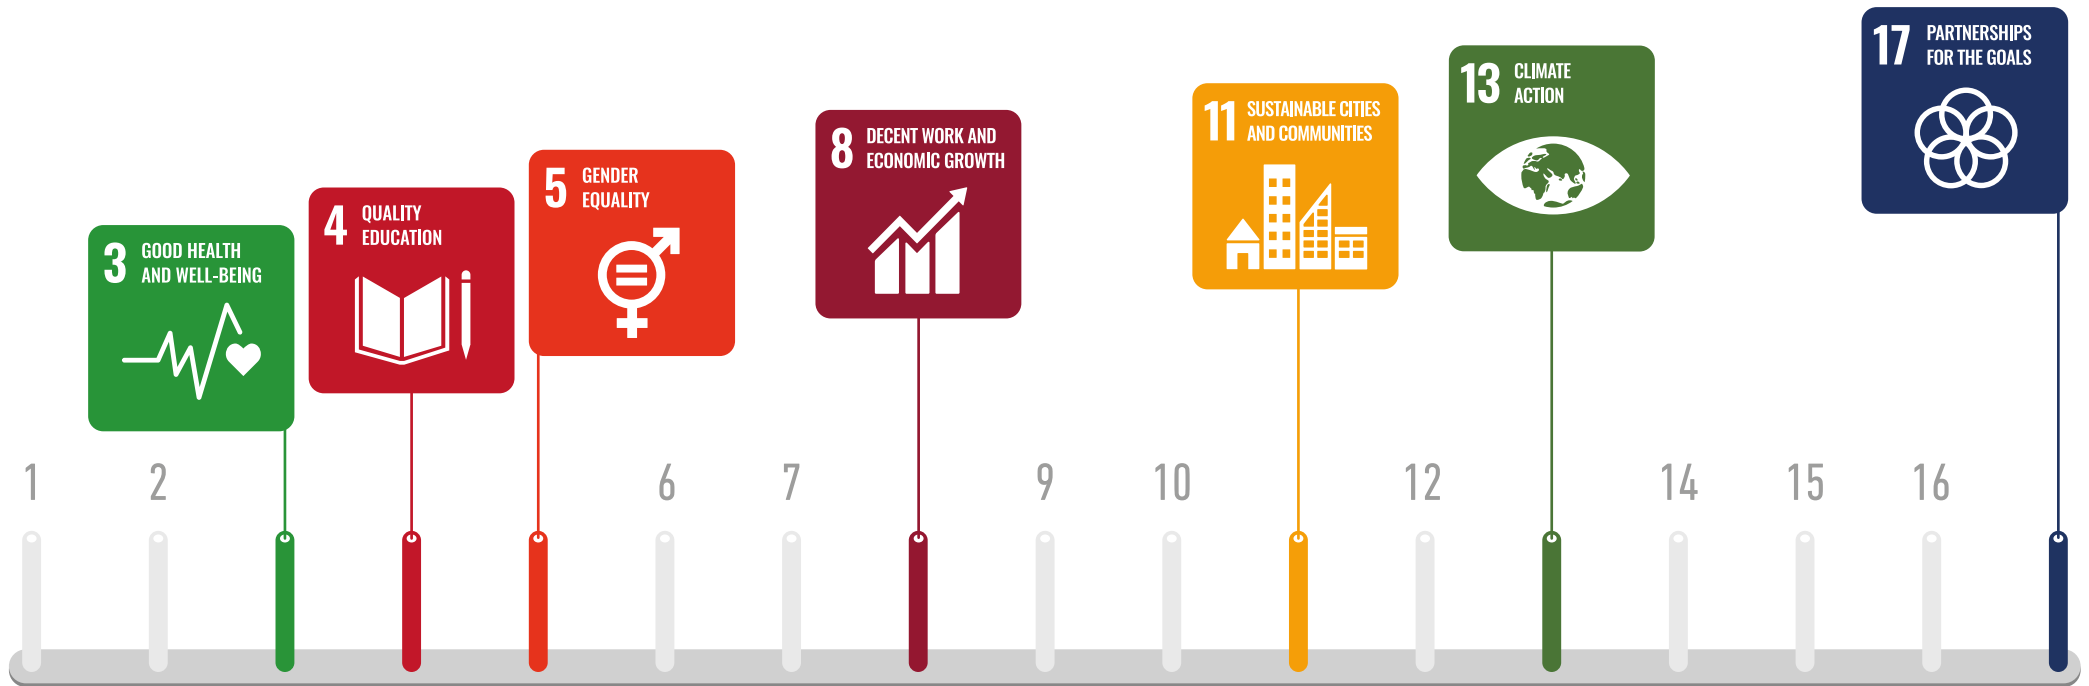 17 PARTNERSHIPS
FOR THE GOALS
13 CLIMATE
ACTION
11 SUSTAINABLE CITIES
AND COMMUNITIES
8 DECENT WORK AND
ECONOMIC GROWTH
5 GENDER
EQUALITY
4 QUALITY
EDUCATION
3 GOOD HEALTH
AND WELL-BEING
1 2 6 7 9 10 12 14 15 16